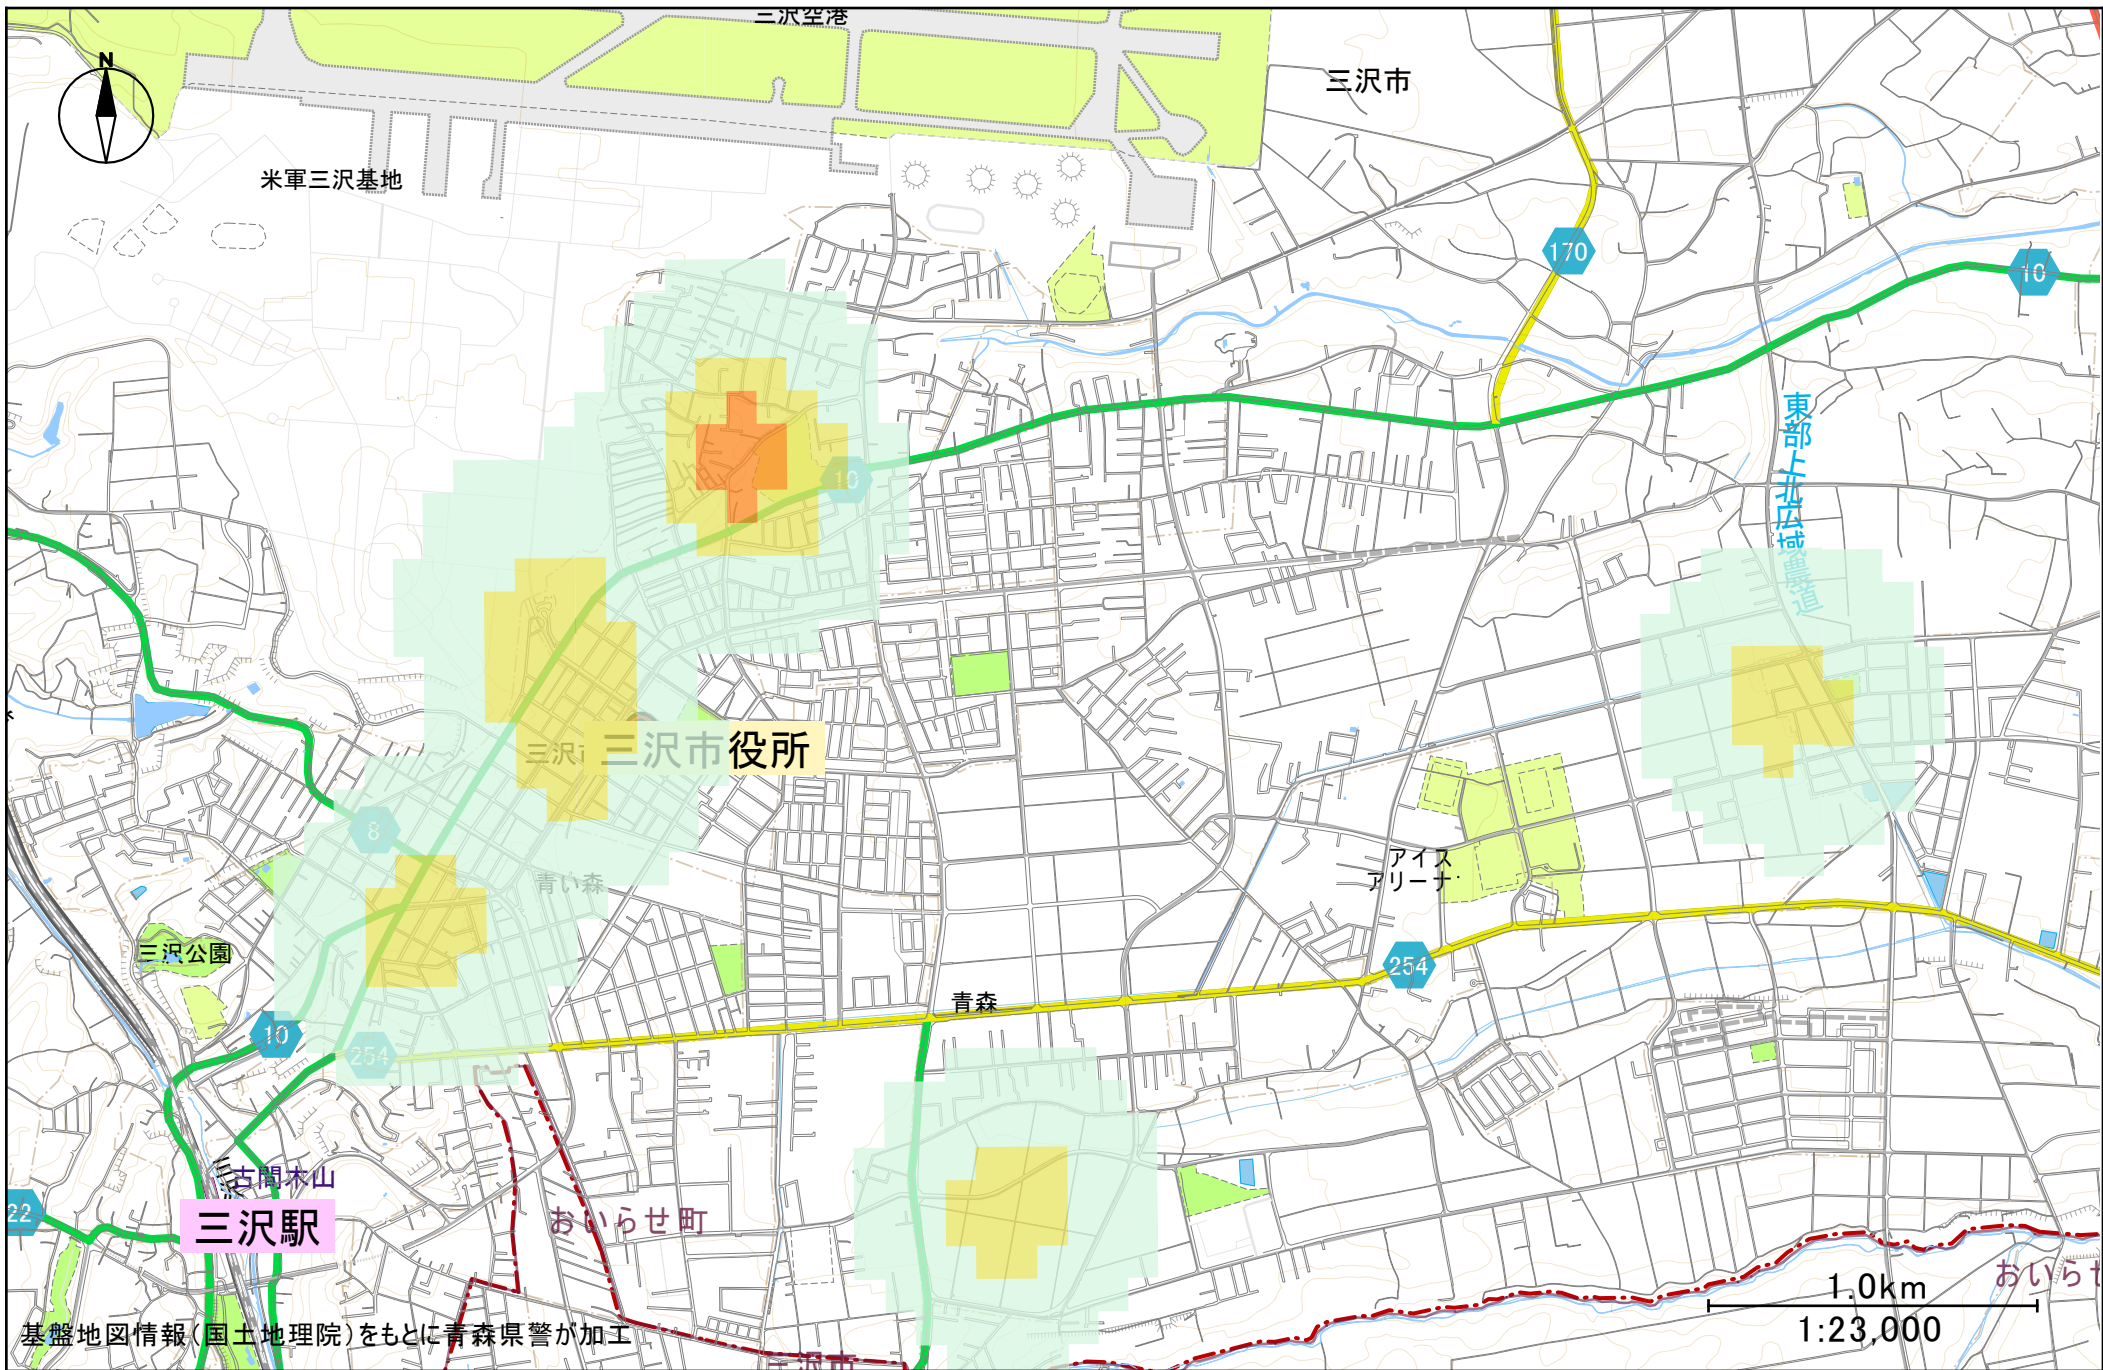 三沢空港
三沢市
N
米軍三沢基地
170
10
東部上北広域農道
10
三沢市役所
8
青い森
アイス
アリーナ
三沢公園
254
青森
10
254
古間木山
22
三沢駅
おいらせ町
おいらせ
1.0km
1:23,000
基盤地図情報(国土地理院)をもとに青森県警が加工
三沢市